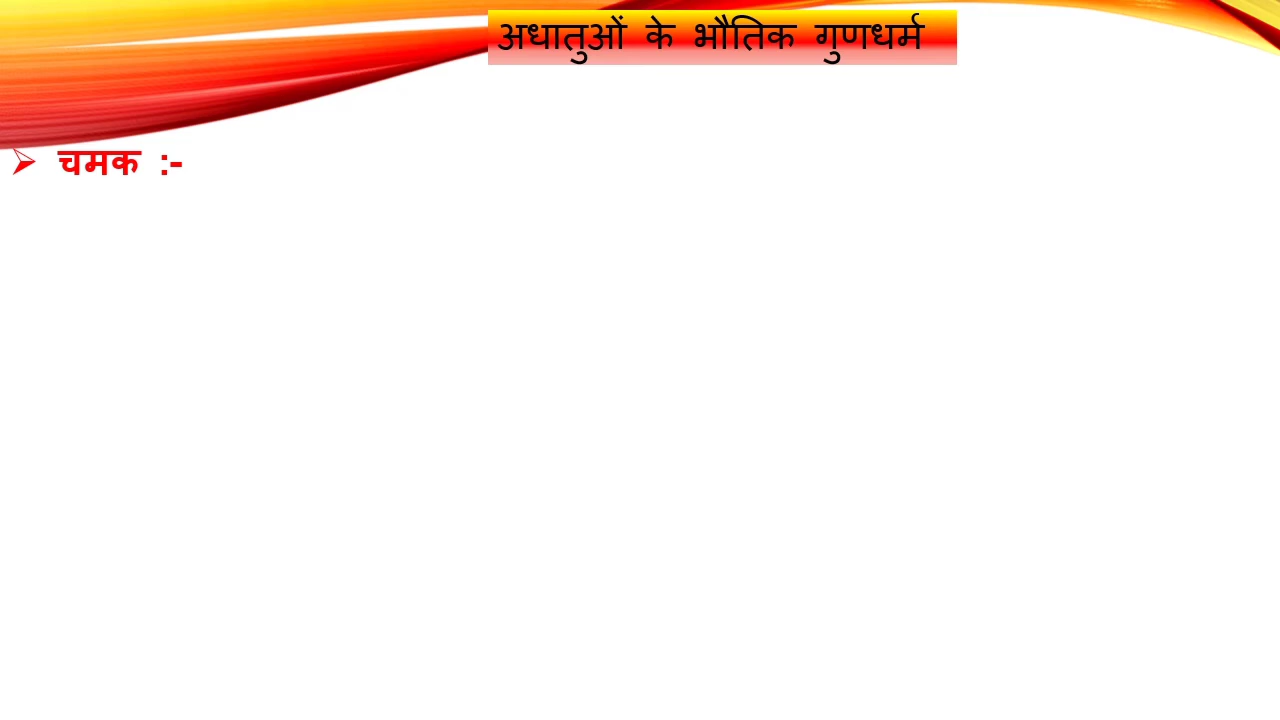 अधातुओं के भौतिक गुणधर्म
➢ चमक :-